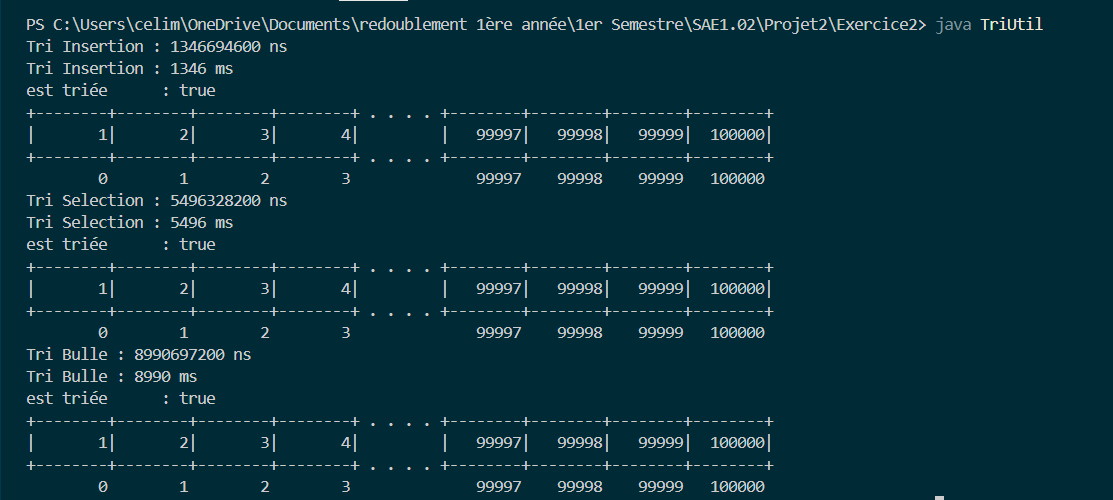 PS C:\Users\celim\OneDrive\Documents\redoublement 1ère année\1er Semestre\SAE1.02\Projet2\Exercice2> java TriUtil
Tri Insertion : 1346694600 ns
Tri Insertion : 1346 ms
est triée      : true
+--------+--------+--------+--------+ . . . . +--------+--------+--------+--------+
|       1|       2|       3|       4|         |   99997|   99998|   99999|  100000|
+--------+--------+--------+--------+ . . . . +--------+--------+--------+--------+
        0        1        2        3              99997    99998    99999   100000
Tri Selection : 5496328200 ns
Tri Selection : 5496 ms
est triée      : true
+--------+--------+--------+--------+ . . . . +--------+--------+--------+--------+
|       1|       2|       3|       4|         |   99997|   99998|   99999|  100000|
+--------+--------+--------+--------+ . . . . +--------+--------+--------+--------+
        0        1        2        3              99997    99998    99999   100000
Tri Bulle : 8990697200 ns
Tri Bulle : 8990 ms
est triée      : true
+--------+--------+--------+--------+ . . . . +--------+--------+--------+--------+
|       1|       2|       3|       4|         |   99997|   99998|   99999|  100000|
+--------+--------+--------+--------+ . . . . +--------+--------+--------+--------+
        0        1        2        3              99997    99998    99999   100000